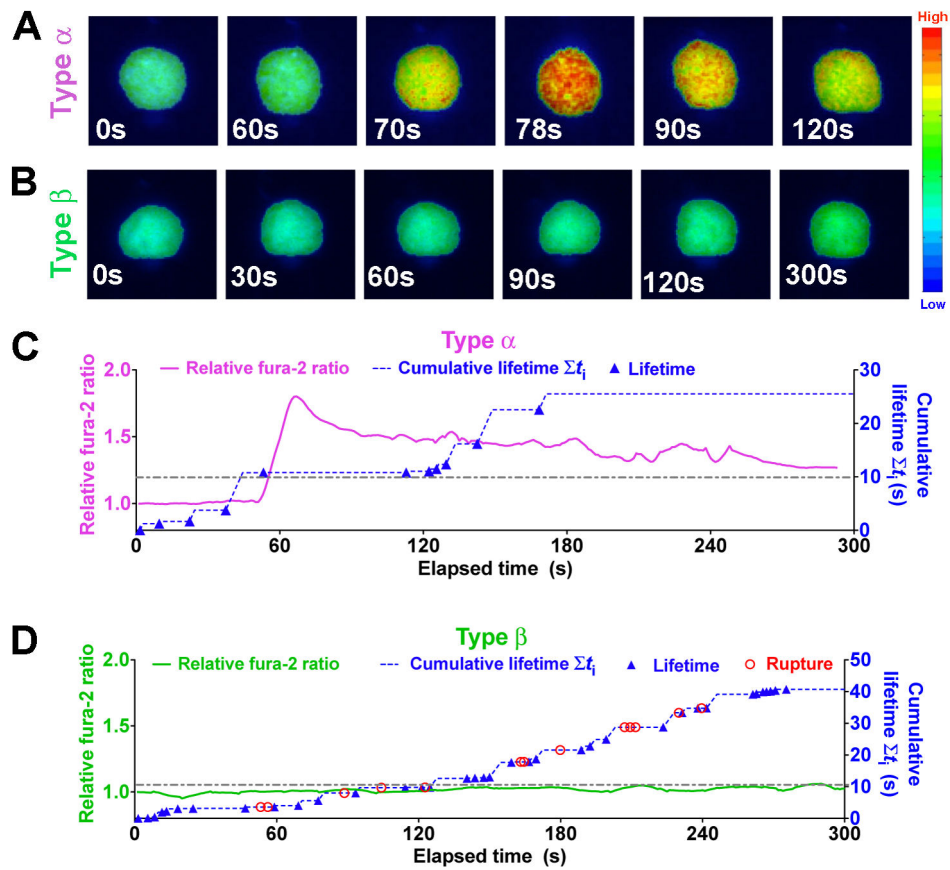 A
Type α
0s
60s
70s
78s
90s
120s
High
Low
B
Type β
0s
30s
60s
90s
120s
300s
C
Type α
Relative fura-2 ratio
Cumulative lifetime Σti
Lifetime
Relative fura-2 ratio
2.0
1.5
1.0
30
20
10
0
Cumulative
lifetime Σti (s)
0
60
120
180
240
300
Elapsed time (s)
D
Type β
Relative fura-2 ratio
Cumulative lifetime Σti
Lifetime
Rupture
Relative fura-2 ratio
2.0
1.5
1.0
50
40
30
20
10
0
Cumulative
lifetime Σti (s)
0
60
120
180
240
300
Elapsed time (s)